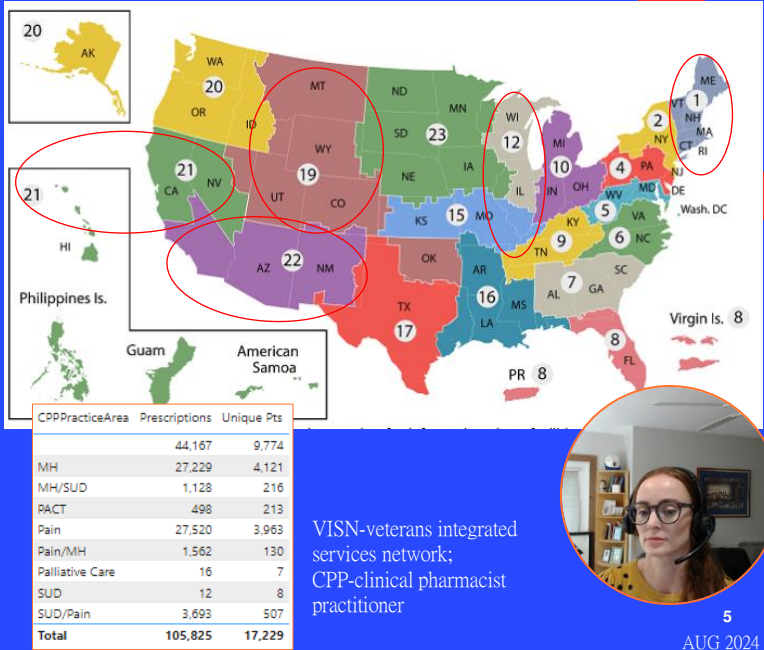 20
AK
WA
20
OR
ID
MT
WY
19
UT
CO
ND
MN
SD
23
NE
IA
WI
12
IL
MI
10
IN
OH
2
NY
ME
VT
1
NH
MA
CT
RI
4
PA
NJ
MD
DE
WV
5
Wash. DC
VA
6
NC
KY
9
TN
KS
15
MO
21
CA
NV
21
HI
AZ
22
NM
OK
AR
16
MS
LA
TX
17
SC
7
AL
GA
8
FL
Virgin Is. 8
PR 8
Philippines Is.
Guam
American
Samoa
CPPPracticeArea Prescriptions Unique Pts
44,167 9,774
MH 27,229 4,121
MH/SUD 1,128 216
PACT 498 213
Pain 27,520 3,963
Pain/MH 1,562 130
Palliative Care 16 7
SUD 12 8
SUD/Pain 3,693 507
Total 105,825 17,229
VISN-veterans integrated
services network;
CPP-clinical pharmacist
practitioner
5
AUG 2024